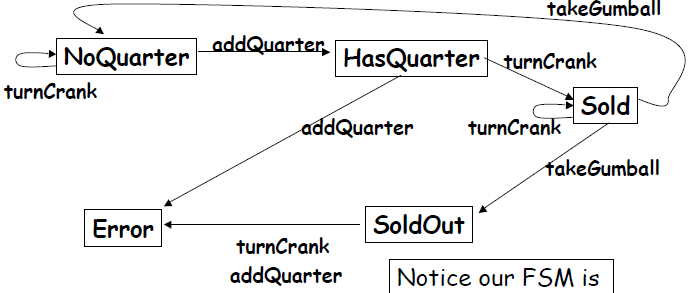 takeGumball
NoQuarter
addQuarter
HasQuarter
turnCrank
turnCrank
Sold
addQuarter
turnCrank
takeGumball
Error
SoldOut
turnCrank
addQuarter
Notice our FSM is